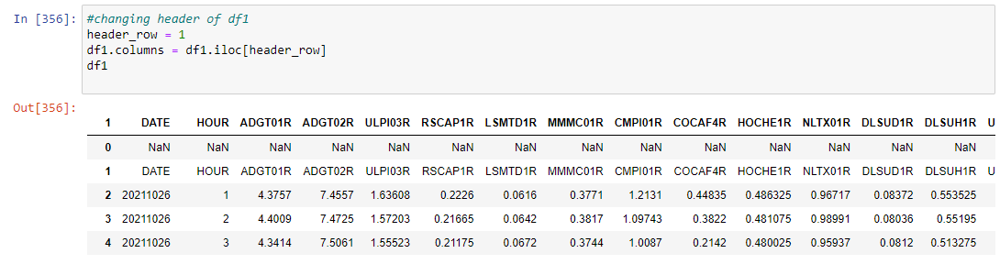 In [356]: #changing header of df1
header_row = 1
df1.columns = df1.iloc[header_row]
df1
Out[356]:
1 DATE HOUR ADGT01R ADGT02R ULPI03R RSCAP1R LSMTD1R MMMC01R CMPI01R COCAF4R HOCHE1R NLTX01R DLSUD1R DLSUH1R U
0 NaN NaN NaN NaN NaN NaN NaN NaN NaN NaN NaN NaN NaN NaN
1 DATE HOUR ADGT01R ADGT02R ULPI03R RSCAP1R LSMTD1R MMMC01R CMPI01R COCAF4R HOCHE1R NLTX01R DLSUD1R DLSUH1R U
2 20211026 1 4.3757 7.4557 1.63608 0.2226 0.0616 0.3771 1.2131 0.44835 0.486325 0.96717 0.08372 0.553525
3 20211026 2 4.4009 7.4725 1.57203 0.21665 0.0642 0.3817 1.09743 0.3822 0.481075 0.98991 0.08036 0.55195
4 20211026 3 4.3414 7.5061 1.55523 0.21175 0.0672 0.3744 1.0087 0.2142 0.480025 0.95937 0.0812 0.513275